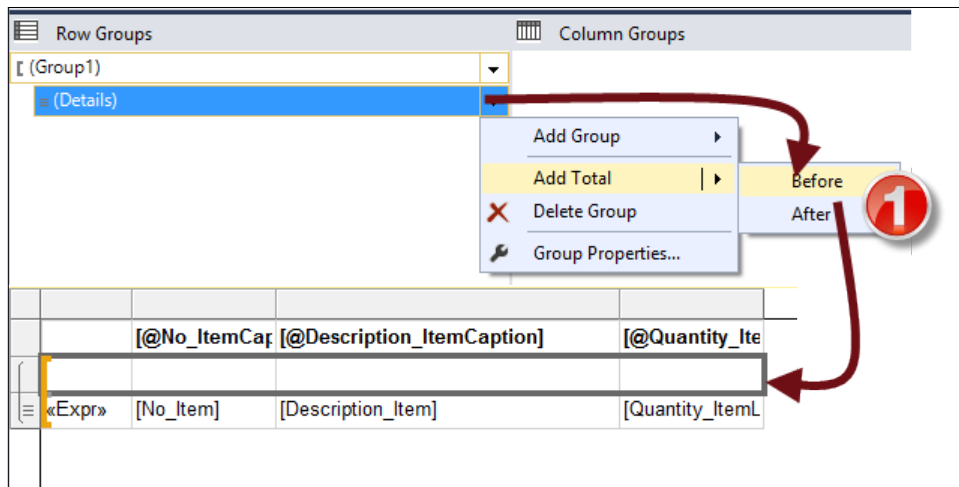 Row Groups
Column Groups
[ (Group1)
≡ (Details)
Add Group
Add Total
Before
Delete Group
After
Group Properties...
1
[@No_ItemCap
[@Description_ItemCaption]
[@Quantity_Ite
«Expr»
[No_Item]
[Description_Item]
[Quantity_ItemL